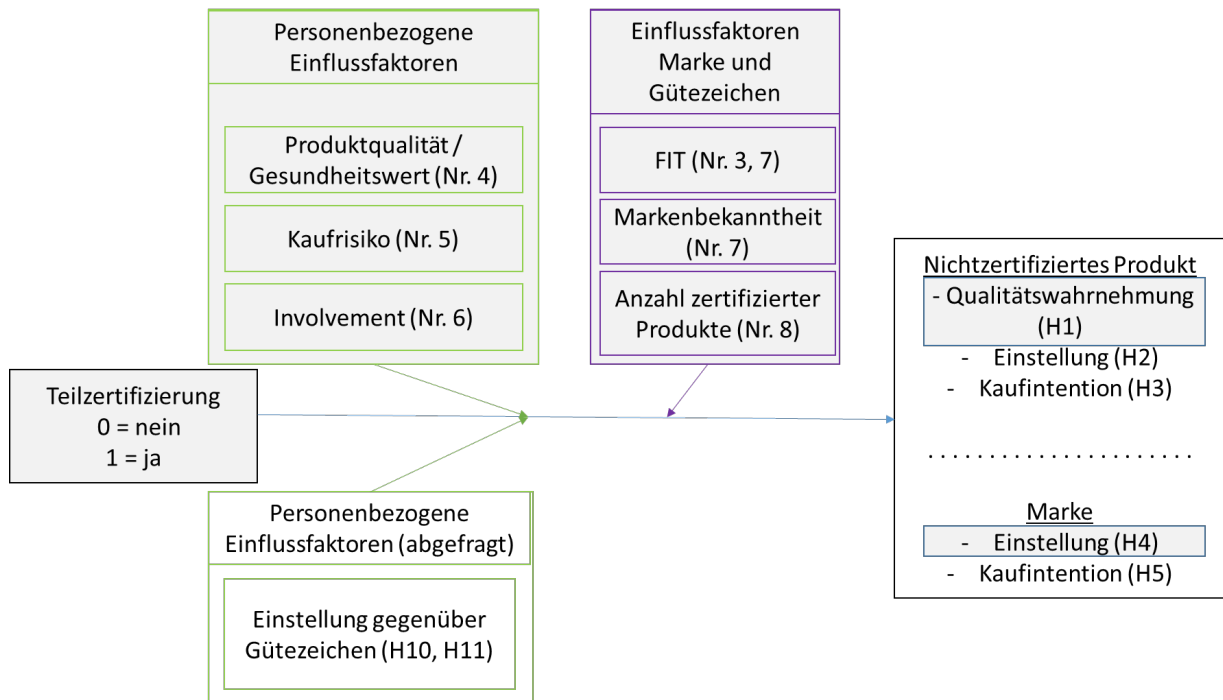 Personenbezogene
Einflussfaktoren
Produktqualität /
Gesundheitswert (Nr. 4)
Kaufrisiko (Nr. 5)
Involvement (Nr. 6)
Einflussfaktoren
Marke und
Gütezeichen
FIT (Nr. 3, 7)
Markenbekanntheit
(Nr. 7)
Anzahl zertifizierter
Produkte (Nr. 8)
Teilzertifizierung
0 = nein
1 = ja
Nichtzertifiziertes Produkt
- Qualitätswahrnehmung
(H1)
- Einstellung (H2)
- Kaufintention (H3)
. . . . . . . . . . . . . . . . . . . . . .
Marke
- Einstellung (H4)
- Kaufintention (H5)
Personenbezogene
Einflussfaktoren (abgefragt)
Einstellung gegenüber
Gütezeichen (H10, H11)